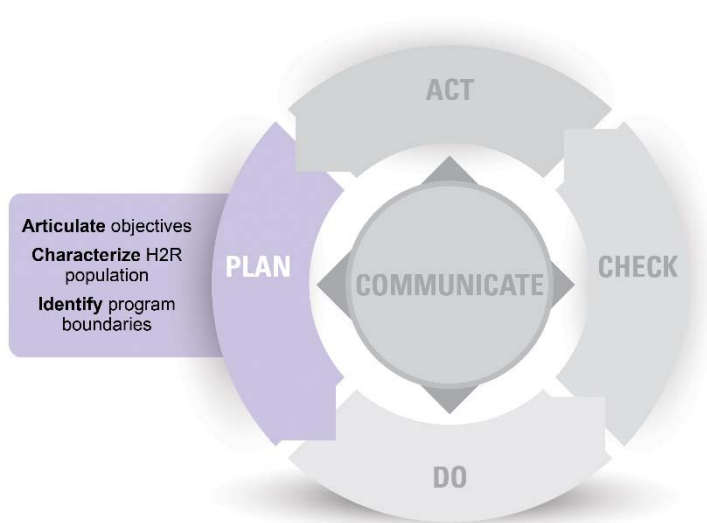 ACT
Articulate objectives
Characterize H2R
population
Identify program
boundaries
PLAN
COMMUNICATE
CHECK
DO